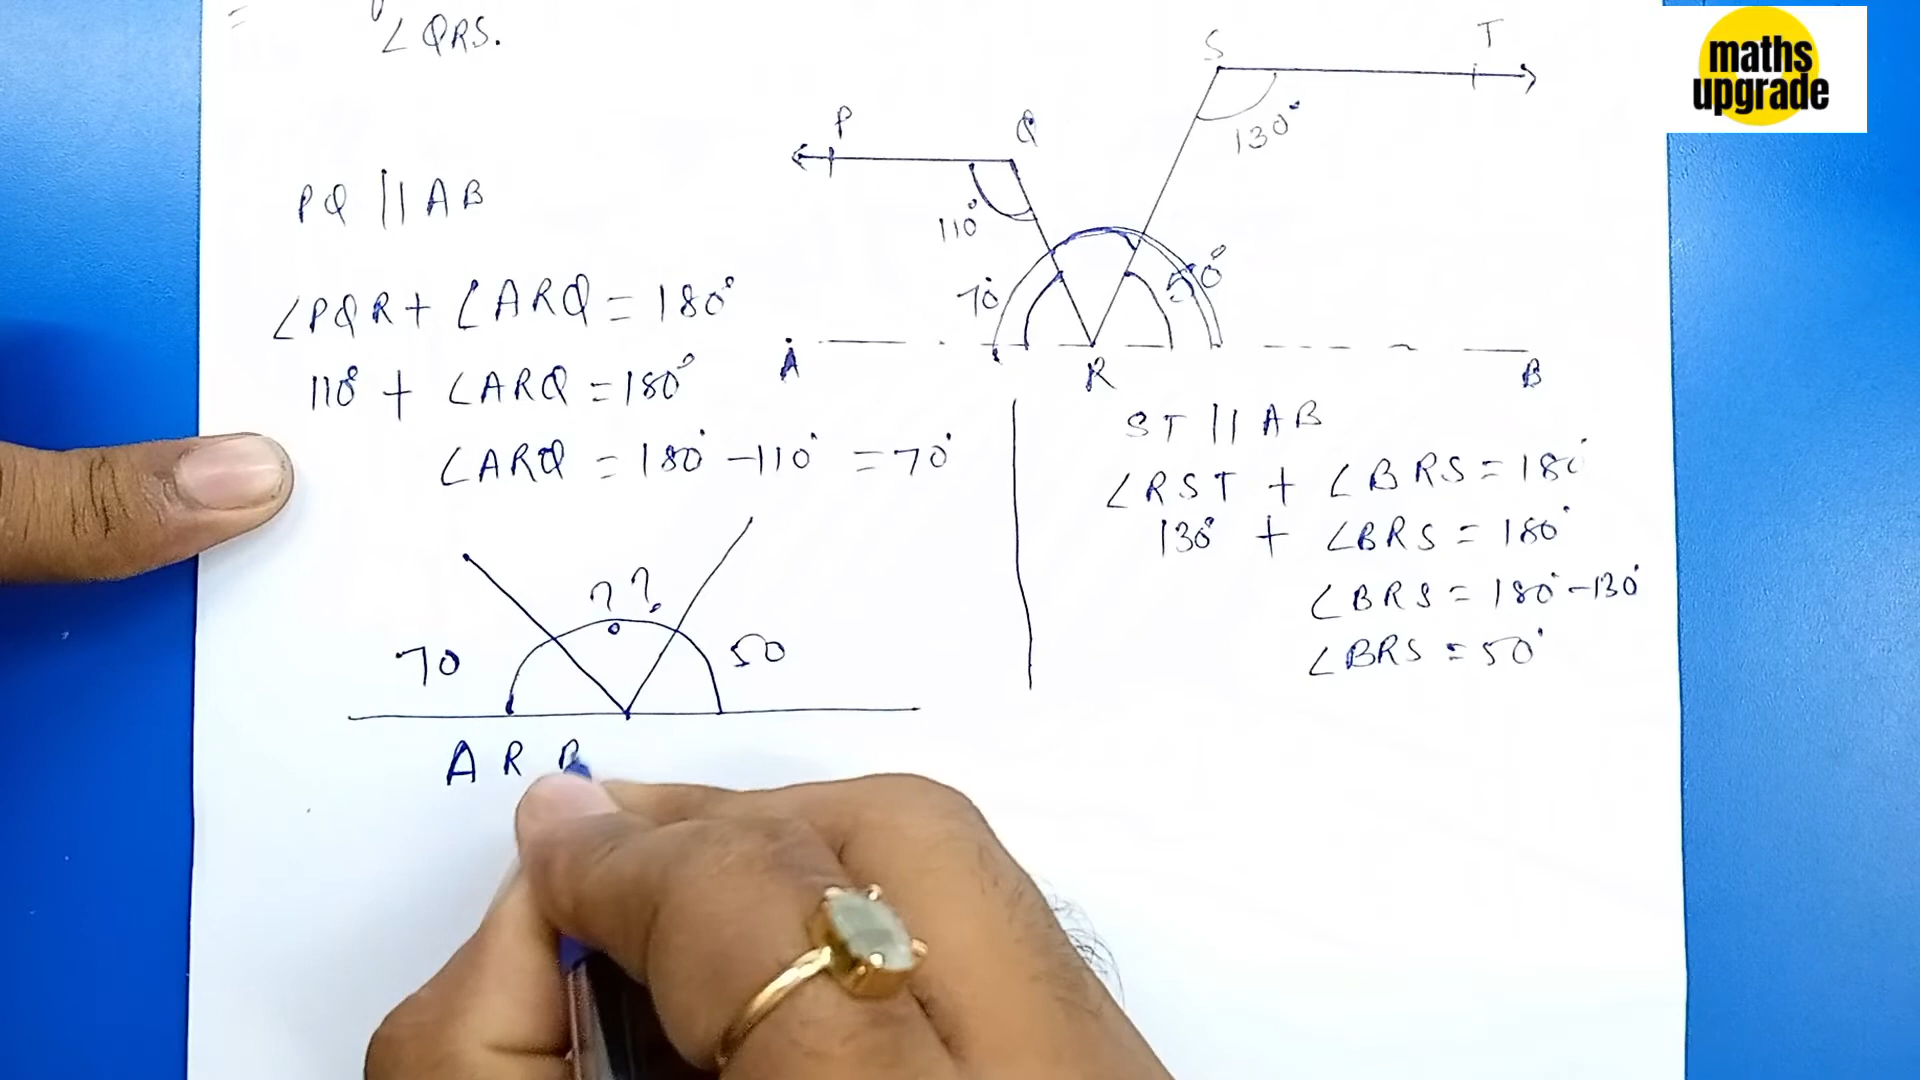 ∠QRS.
maths
upgrade
S
T
130°
P
Q
110°
70°
50°
A
R
B
PQ || AB
∠PQR + ∠ARQ = 180°
110° + ∠ARQ = 180°
∠ARQ = 180° - 110° = 70°
ST || AB
∠RST + ∠BRS = 180°
130° + ∠BRS = 180°
∠BRS = 180° - 130°
∠BRS = 50°
??
70
50
A R B